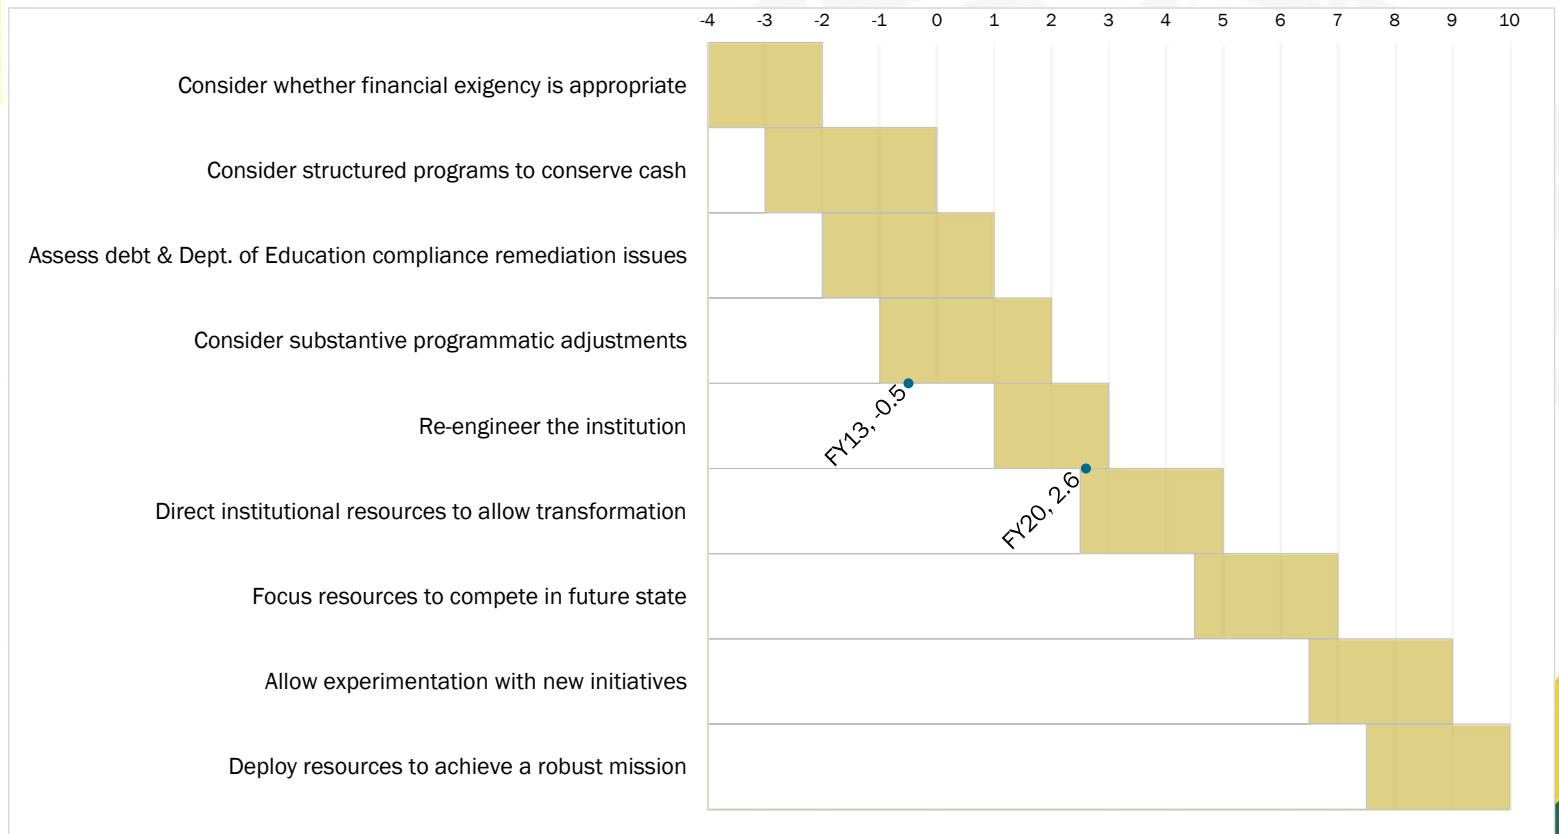 -4 -3 -2 -1 0 1 2 3 4 5 6 7 8 9 10
Consider whether financial exigency is appropriate
Consider structured programs to conserve cash
Assess debt & Dept. of Education compliance remediation issues
Consider substantive programmatic adjustments
FY13, -0.5
Re-engineer the institution
FY20, 2.6
Direct institutional resources to allow transformation
Focus resources to compete in future state
Allow experimentation with new initiatives
Deploy resources to achieve a robust mission